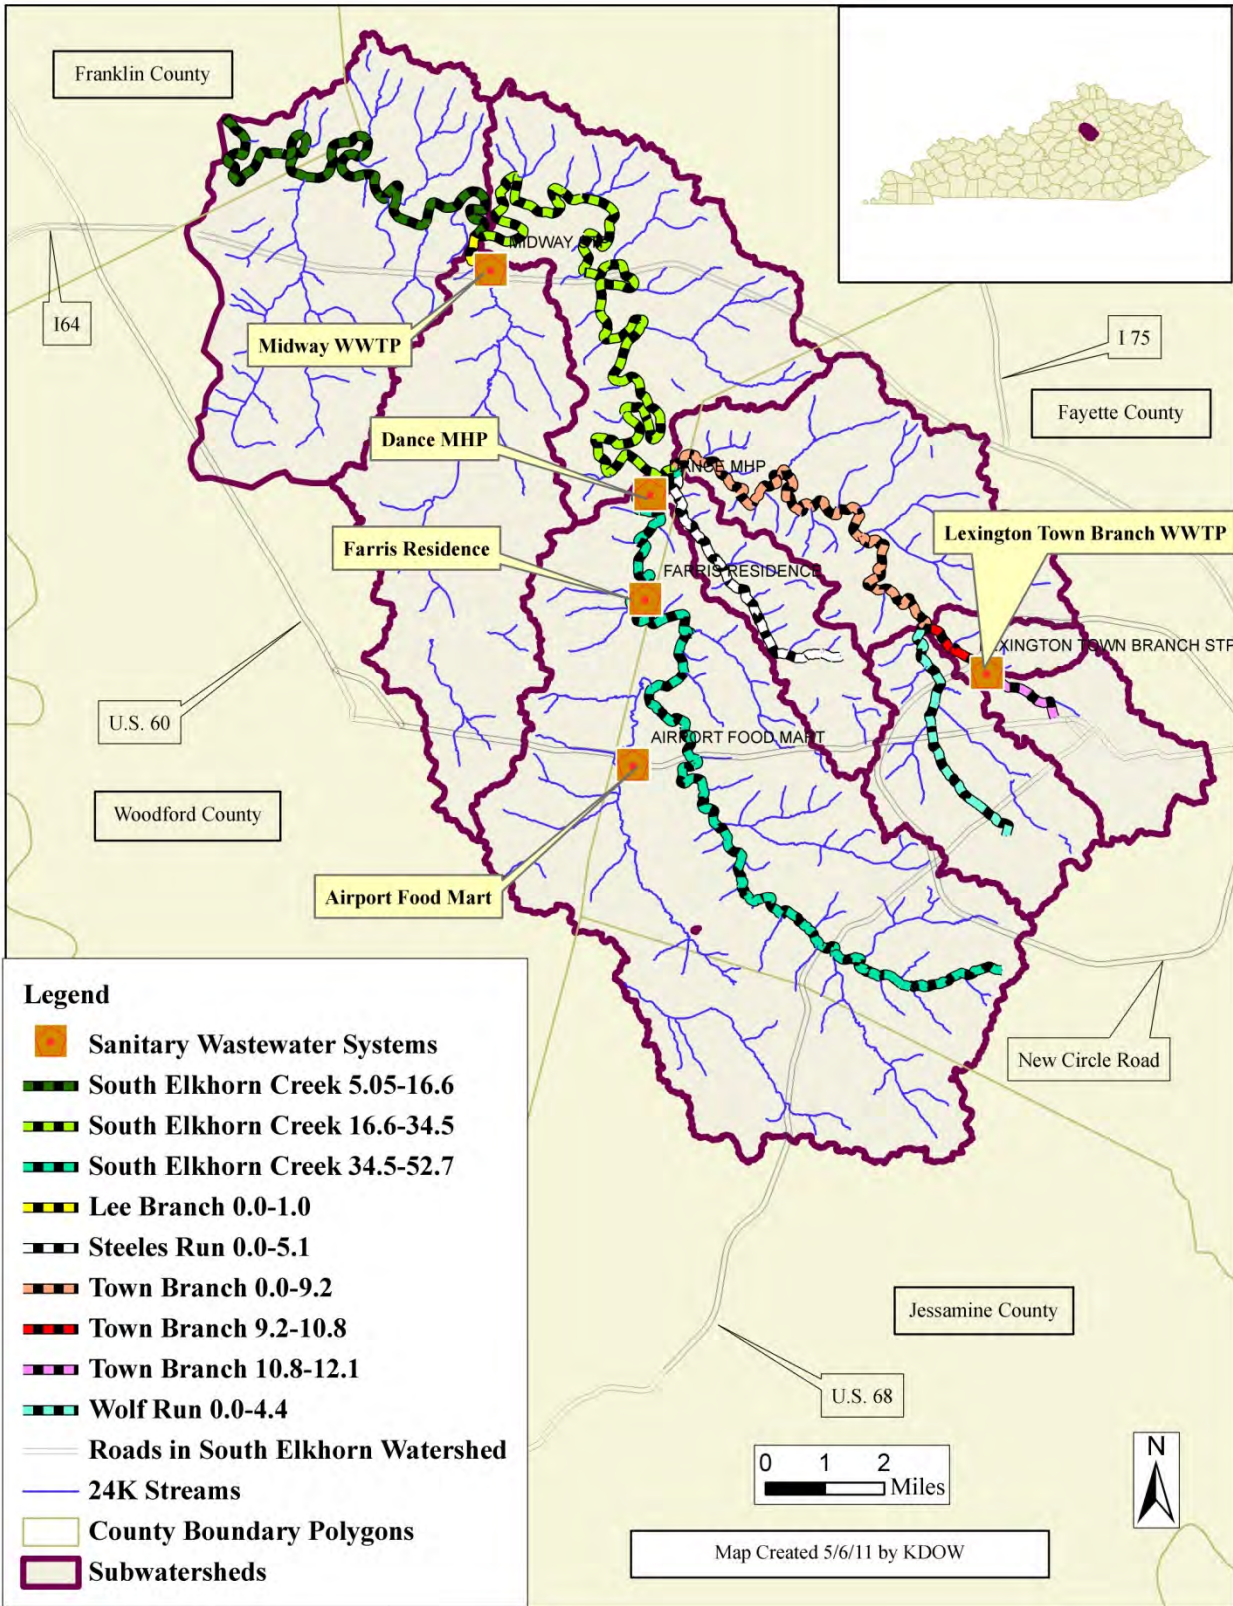 Franklin County
I64
MIDWAY STP
Midway WWTP
I 75
Fayette County
Dance MHP
DANCE MHP
Lexington Town Branch WWTP
Farris Residence
FARRIS RESIDENCE
LEXINGTON TOWN BRANCH STP
U.S. 60
AIRPORT FOOD MART
Woodford County
Airport Food Mart
New Circle Road
Legend
Sanitary Wastewater Systems
South Elkhorn Creek 5.05-16.6
South Elkhorn Creek 16.6-34.5
South Elkhorn Creek 34.5-52.7
Lee Branch 0.0-1.0
Steeles Run 0.0-5.1
Town Branch 0.0-9.2
Town Branch 9.2-10.8
Town Branch 10.8-12.1
Wolf Run 0.0-4.4
Roads in South Elkhorn Watershed
24K Streams
County Boundary Polygons
Subwatersheds
Jessamine County
U.S. 68
0 1 2
Miles
N
Map Created 5/6/11 by KDOW